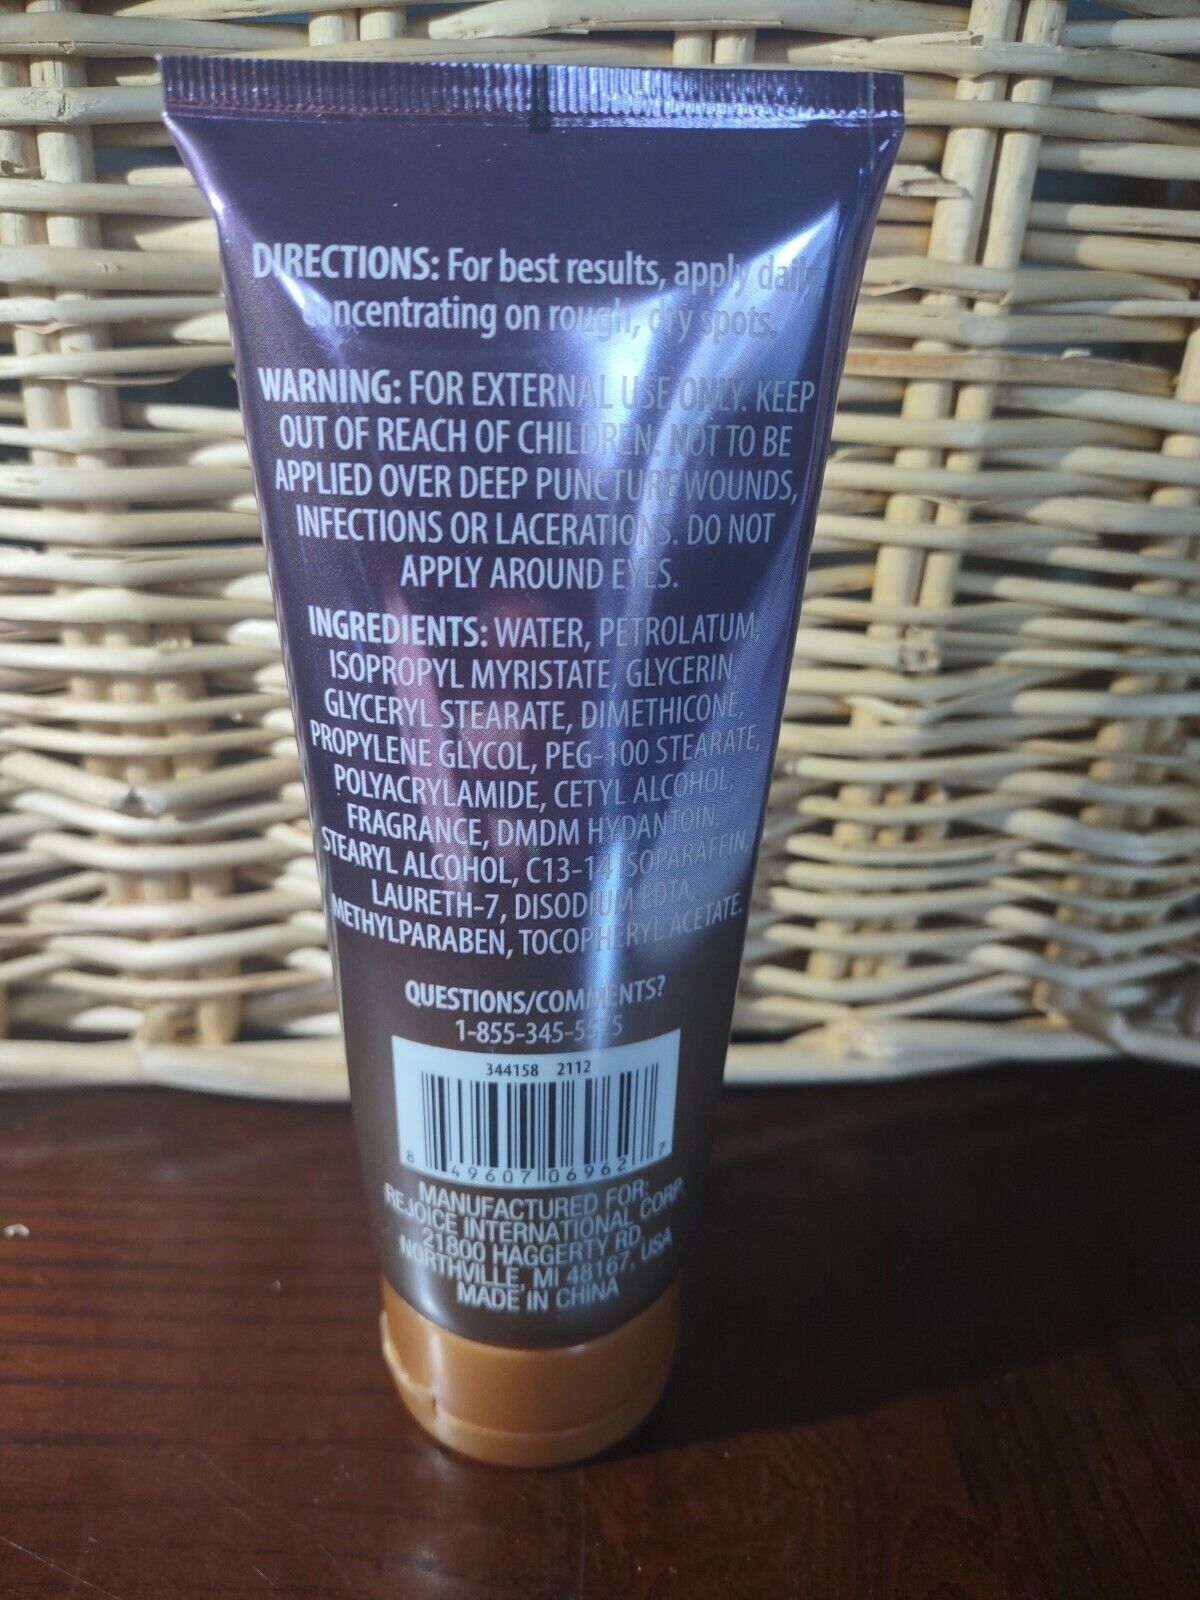 DIRECTIONS: For best results, apply daily
concentrating on rough, dry spots.
WARNING: FOR EXTERNAL USE ONLY. KEEP
OUT OF REACH OF CHILDREN. NOT TO BE
APPLIED OVER DEEP PUNCTURE WOUNDS,
INFECTIONS OR LACERATIONS. DO NOT
APPLY AROUND EYES.
INGREDIENTS: WATER, PETROLATUM,
ISOPROPYL MYRISTATE, GLYCERIN,
GLYCERYL STEARATE, DIMETHICONE,
PROPYLENE GLYCOL, PEG-100 STEARATE,
POLYACRYLAMIDE, CETYL ALCOHOL,
FRAGRANCE, DMDM HYDANTOIN,
STEARYL ALCOHOL, C13-14 ISOPARAFFIN,
LAURETH-7, DISODIUM EDTA,
METHYLPARABEN, TOCOPHERYL ACETATE.
QUESTIONS/COMMENTS?
344158 2112
8 49607 06962 7
MANUFACTURED FOR:
REJOICE INTERNATIONAL CORP.
21800 HAGGERTY RD.
NORTHVILLE, MI 48167, USA
MADE IN CHINA